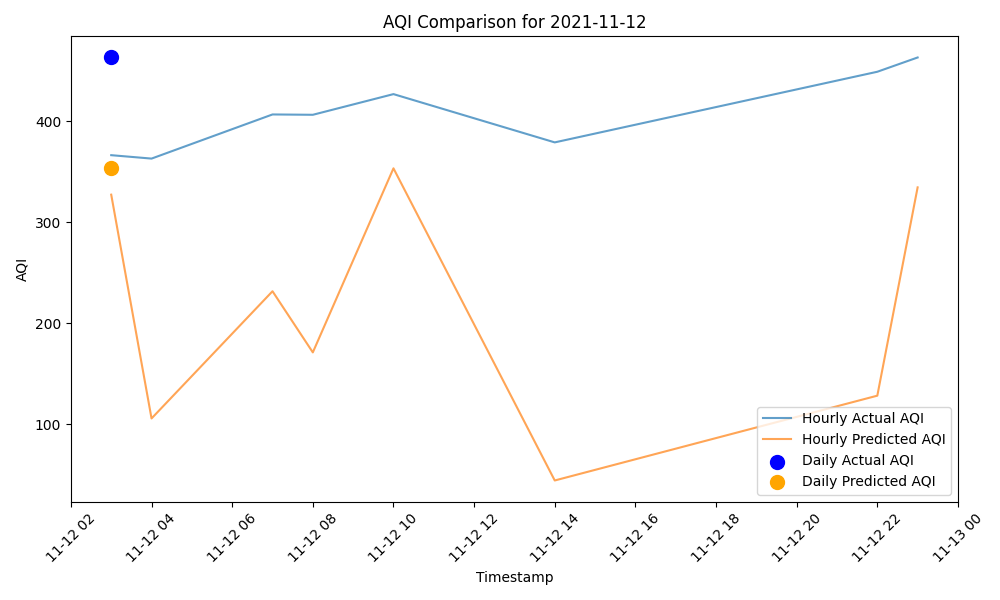 AQI Comparison for 2021-11-12
AQI
400
300
200
100
Hourly Actual AQI
Hourly Predicted AQI
Daily Actual AQI
Daily Predicted AQI
11-12 02
11-12 04
11-12 06
11-12 08
11-12 10
11-12 12
11-12 14
11-12 16
11-12 18
11-12 20
11-12 22
11-13 00
Timestamp